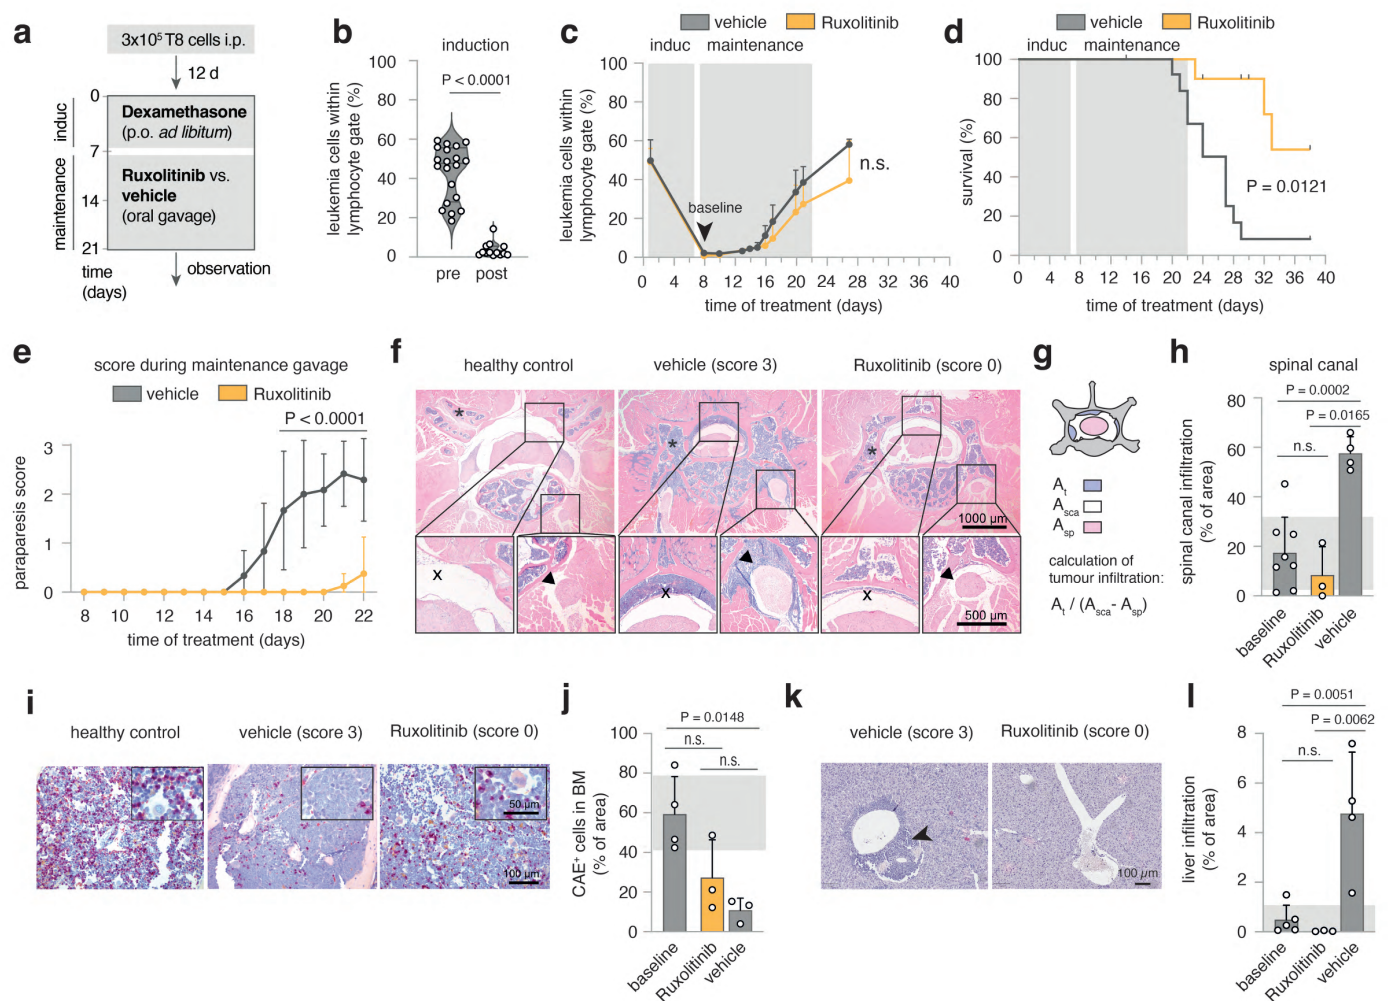 a
3x10⁵ T8 cells i.p.
12 d
0
Dexamethasone
(p.o. ad libitum)
induc
7
Ruxolitinib vs.
vehicle
(oral gavage)
maintenance
14
21
time
(days)
observation
b
induction
P < 0.0001
leukemia cells within
lymphocyte gate (%)
100
80
60
40
20
0
pre post
c
vehicle Ruxolitinib
induc maintenance
leukemia cells within
lymphocyte gate (%)
100
80
60
40
20
0
baseline
n.s.
0 4 8 12 16 20 24 28
time of treatment (days)
d
vehicle Ruxolitinib
induc maintenance
survival (%)
100
80
60
40
20
0
P = 0.0121
0 4 8 12 16 20 24 28 32 36 40
time of treatment (days)
e
score during maintenance gavage
vehicle Ruxolitinib
P < 0.0001
paraparesis score
3
2
1
0
8 10 12 14 16 18 20 22
time of treatment (days)
f
healthy control vehicle (score 3) Ruxolitinib (score 0)
* * *
1000 µm
x x x
500 µm
g
Aₜ
A_sca
A_sp
calculation of
tumour infiltration:
Aₜ / (A_sca- A_sp)
h
spinal canal
P = 0.0002
P = 0.0165
n.s.
spinal canal infiltration
(% of area)
80
60
40
20
0
baseline
Ruxolitinib
vehicle
i
healthy control vehicle (score 3) Ruxolitinib (score 0)
50 µm
100 µm
j
P = 0.0148
n.s.
n.s.
CAE⁺ cells in BM
(% of area)
100
80
60
40
20
0
baseline
Ruxolitinib
vehicle
k
vehicle (score 3) Ruxolitinib (score 0)
100 µm
l
P = 0.0051
P = 0.0062
n.s.
liver infiltration
(% of area)
8
6
4
2
0
baseline
Ruxolitinib
vehicle